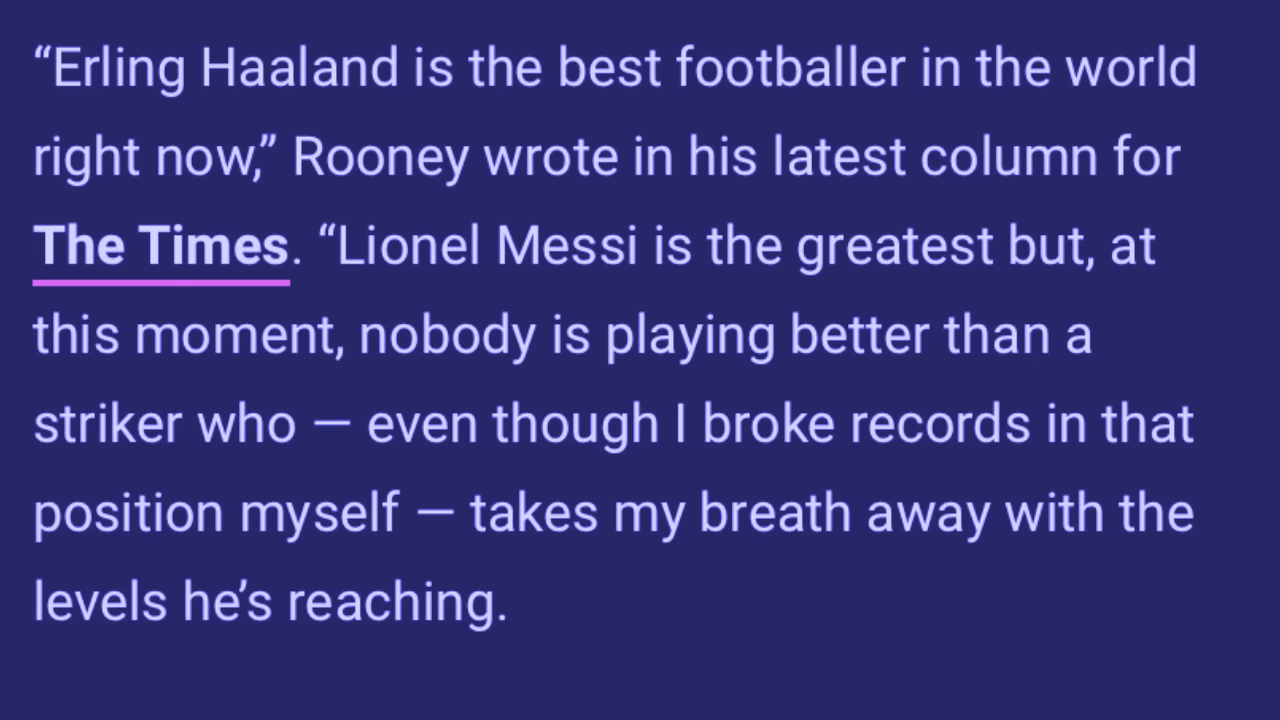 “Erling Haaland is the best footballer in the world
right now,” Rooney wrote in his latest column for
The Times. “Lionel Messi is the greatest but, at
this moment, nobody is playing better than a
striker who — even though I broke records in that
position myself — takes my breath away with the
levels he’s reaching.